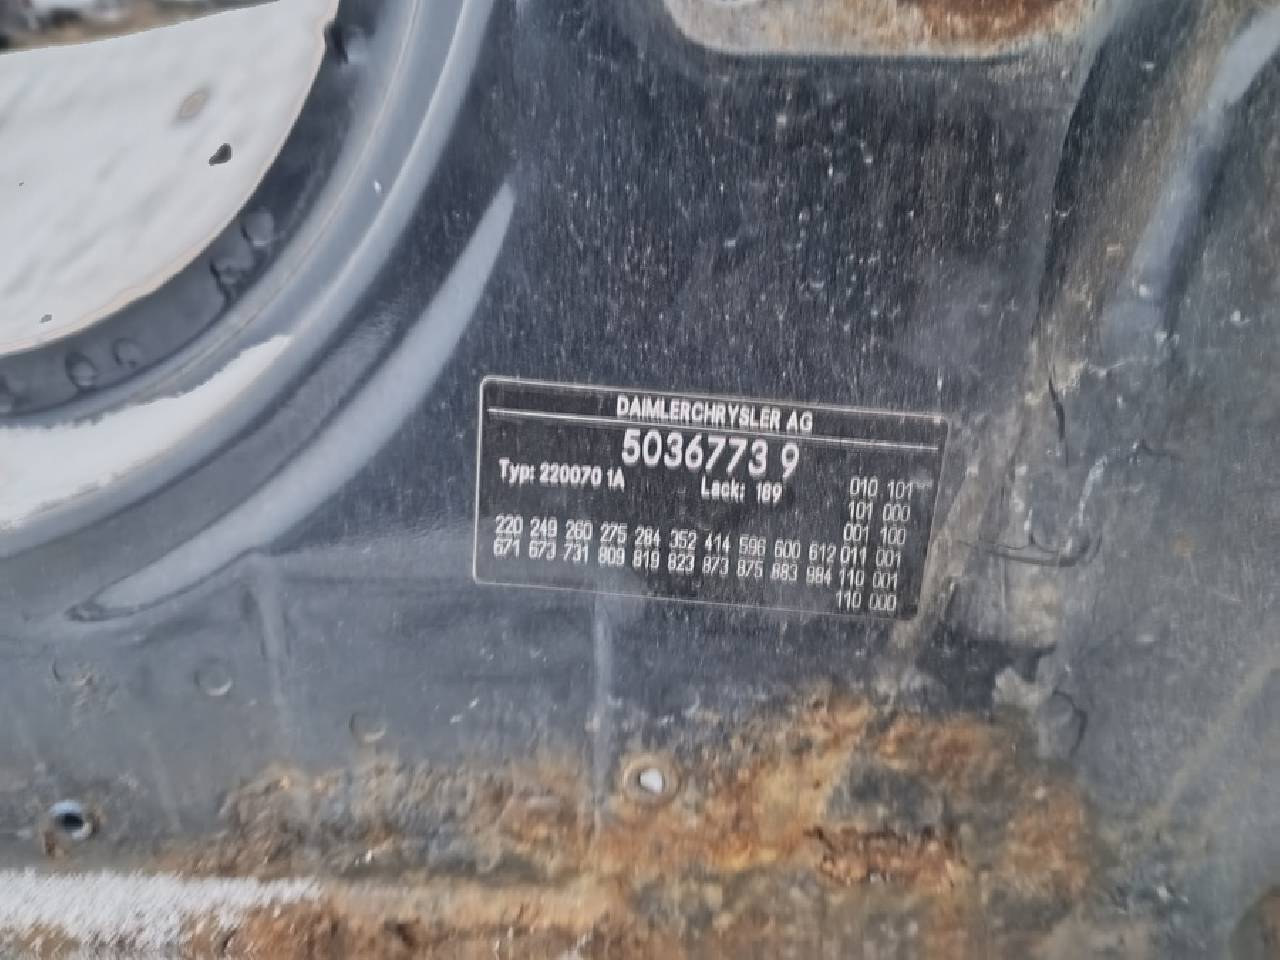 DAIMLERCHRYSLER AG
5036773 9
Typ: 220070 1A Lack: 189 010 101
101 000
001 100
220 249 260 275 284 352 414 596 600 612 011 001
671 673 731 809 819 823 873 875 883 984 110 001
110 000